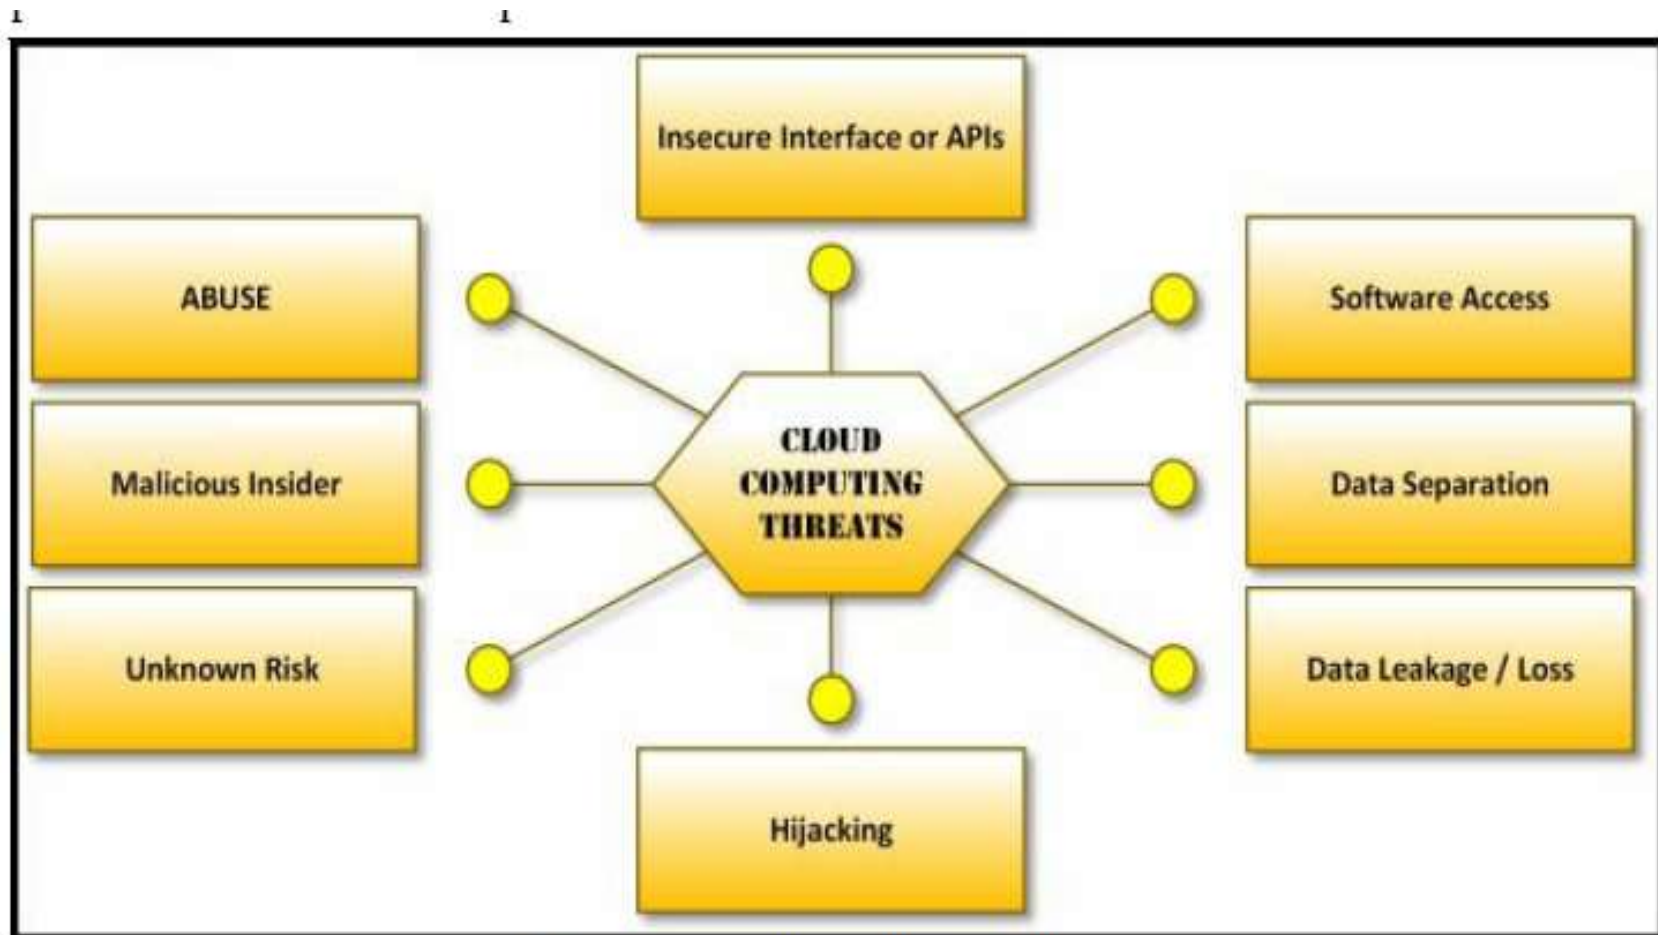 Insecure Interface or APIs
ABUSE
Software Access
CLOUD
COMPUTING
THREATS
Malicious Insider
Data Separation
Unknown Risk
Data Leakage / Loss
Hijacking